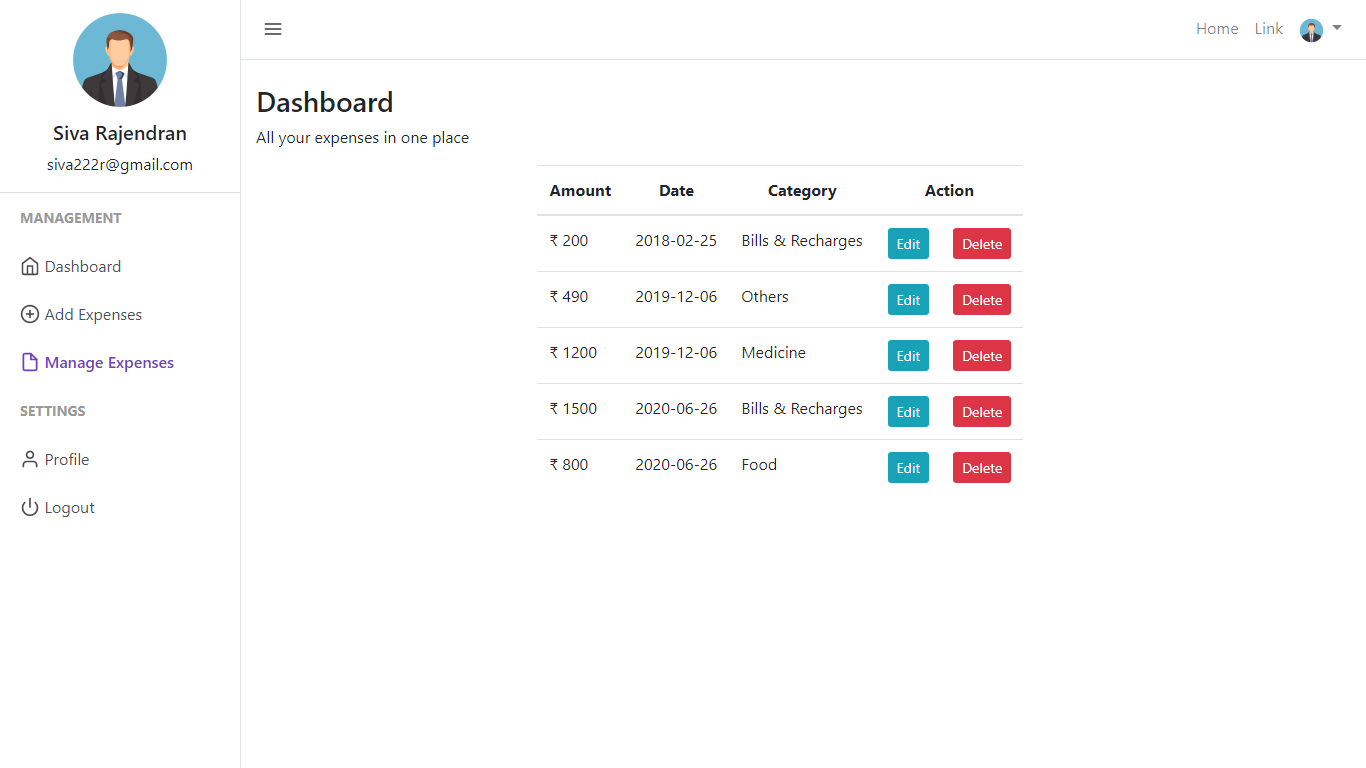 Siva Rajendran
siva222r@gmail.com
MANAGEMENT
Dashboard
Add Expenses
Manage Expenses
SETTINGS
Profile
Logout
Home Link
Dashboard
All your expenses in one place
Amount Date Category Action
₹ 200 2018-02-25 Bills & Recharges Edit Delete
₹ 490 2019-12-06 Others Edit Delete
₹ 1200 2019-12-06 Medicine Edit Delete
₹ 1500 2020-06-26 Bills & Recharges Edit Delete
₹ 800 2020-06-26 Food Edit Delete